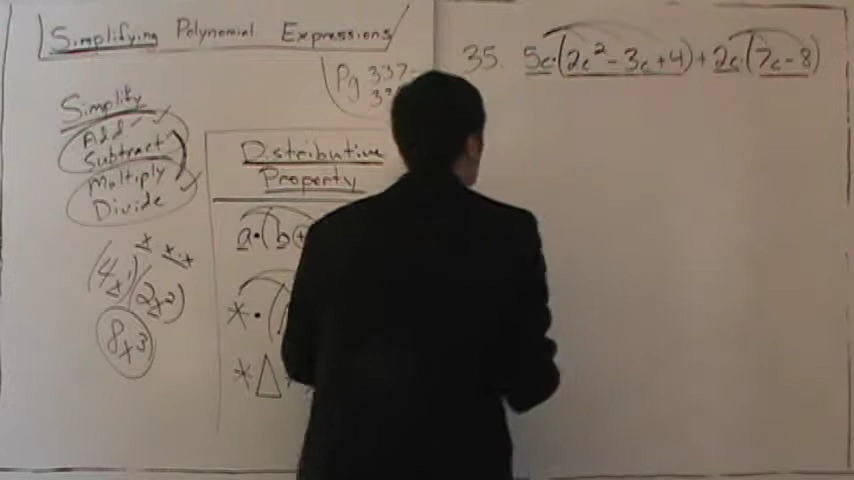 Simplifying Polynomial Expressions
Pg 337-
Simplify
Add
Subtract
Multiply
Divide
x x·x
(4x¹)(2x²)
8x³
Distributive
Property
a·(b+
*·(
*△
35. 5c·(2c²-3c+4)+2c·(7c-8)